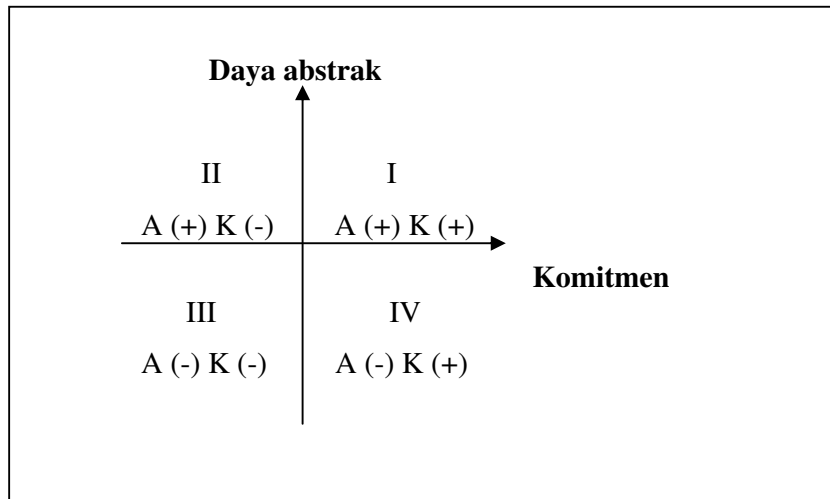 Daya abstrak
II I
A (+) K (-) A (+) K (+)
Komitmen
III IV
A (-) K (-) A (-) K (+)